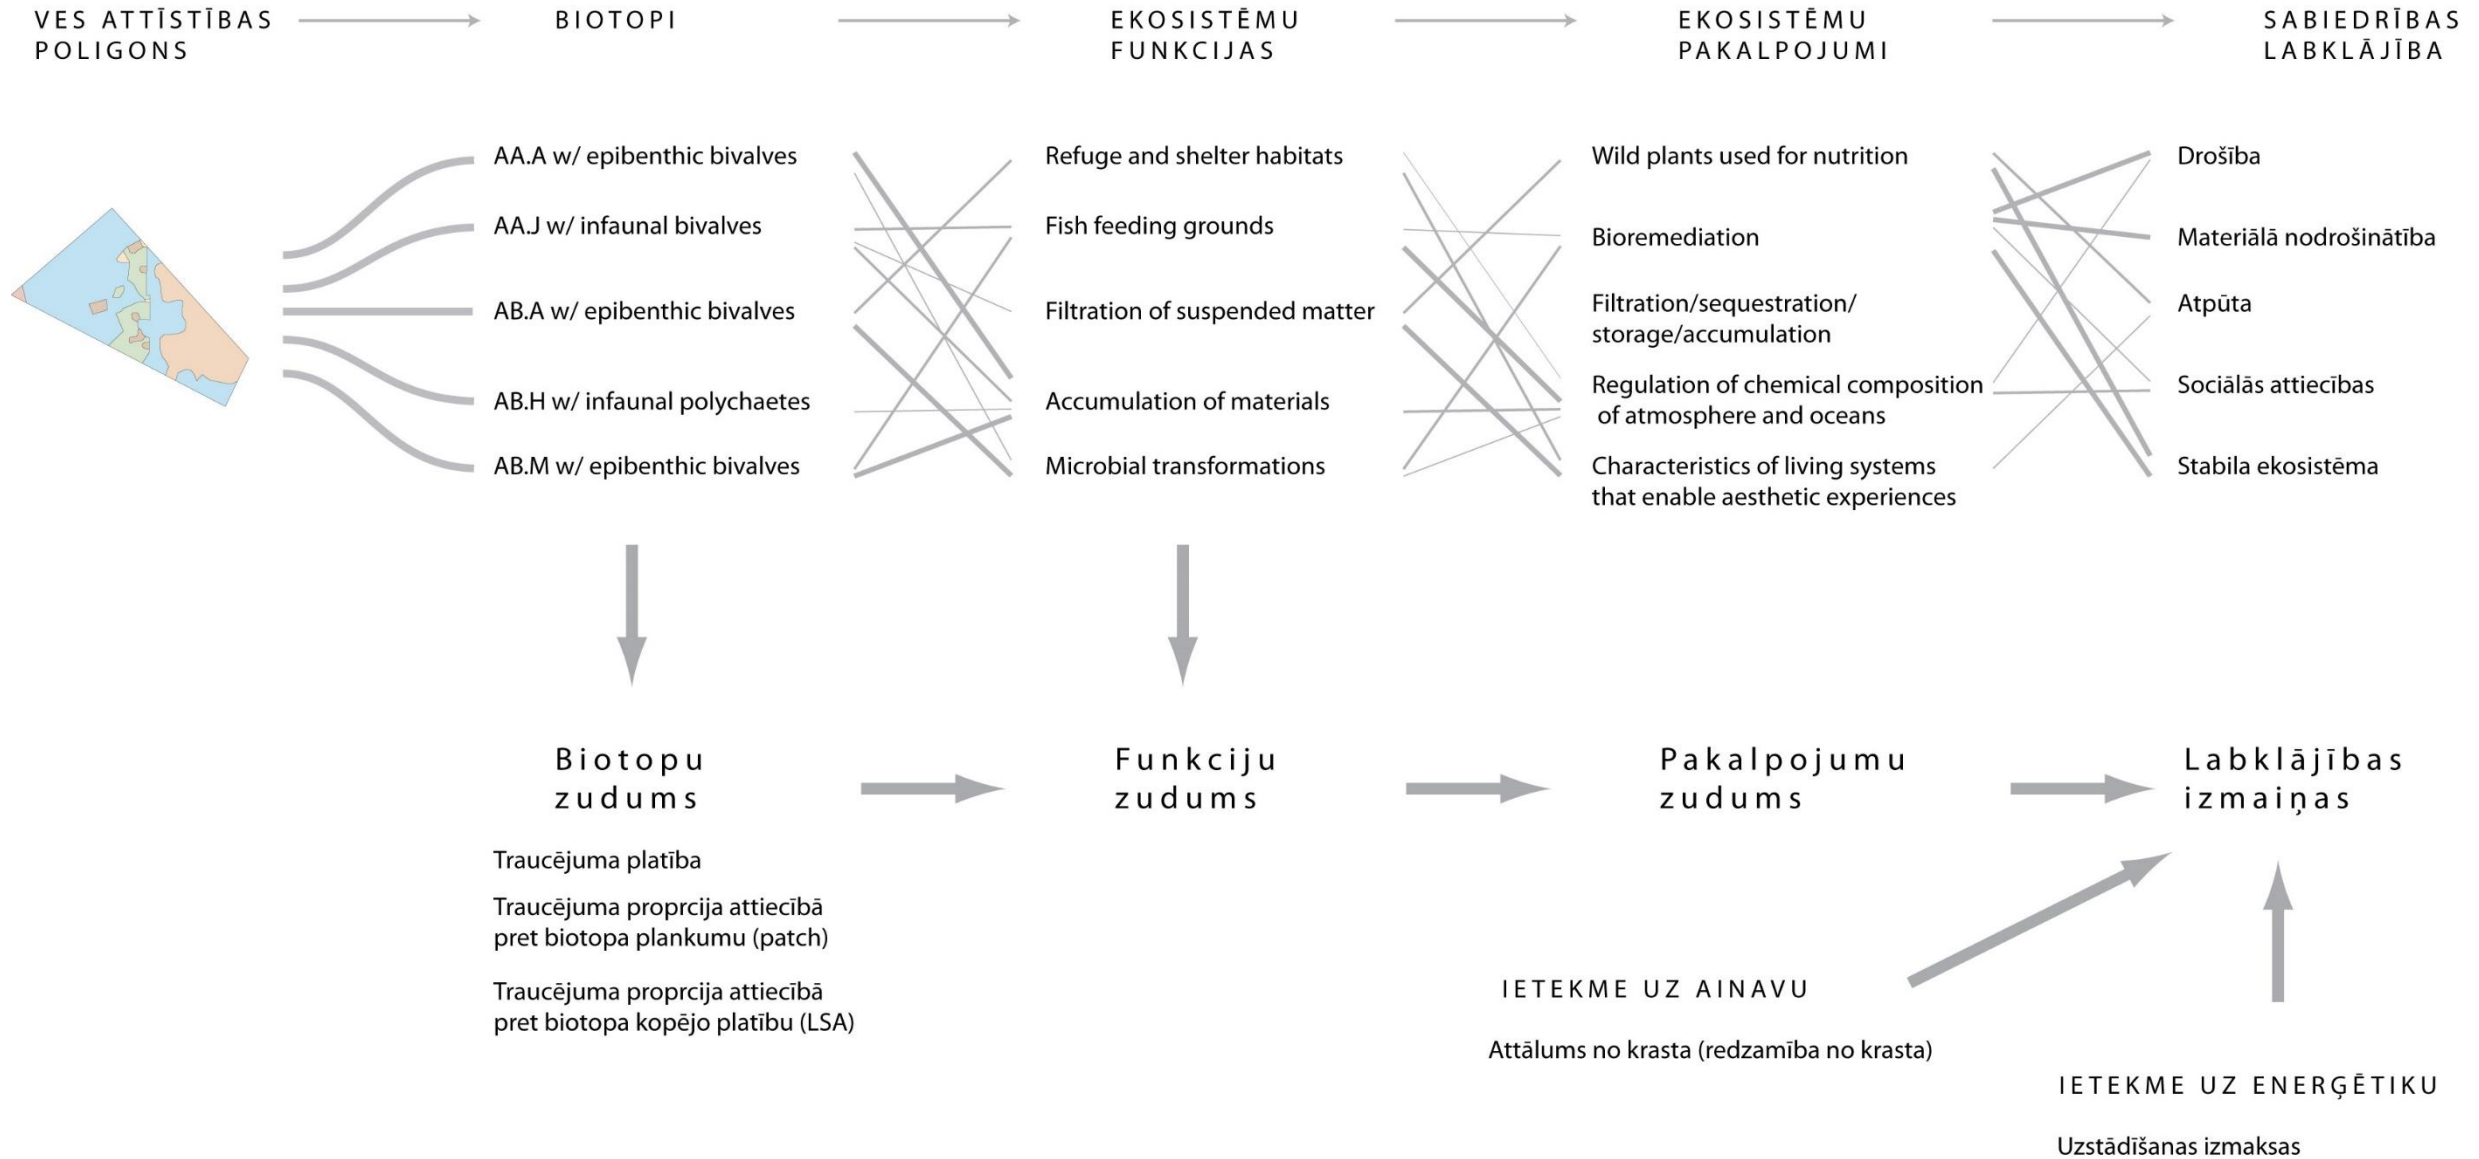 VES ATTĪSTĪBAS
POLIGONS
BIOTOPI
EKOSISTĒMU
FUNKCIJAS
EKOSISTĒMU
PAKALPOJUMI
SABIEDRĪBAS
LABKLĀJĪBA
AA.A w/ epibenthic bivalves
AA.J w/ infaunal bivalves
AB.A w/ epibenthic bivalves
AB.H w/ infaunal polychaetes
AB.M w/ epibenthic bivalves
Refuge and shelter habitats
Fish feeding grounds
Filtration of suspended matter
Accumulation of materials
Microbial transformations
Wild plants used for nutrition
Bioremediation
Filtration/sequestration/
storage/accumulation
Regulation of chemical composition
of atmosphere and oceans
Characteristics of living systems
that enable aesthetic experiences
Drošība
Materiālā nodrošinātība
Atpūta
Sociālās attiecības
Stabila ekosistēma
Biotopu
zudums
Funkciju
zudums
Pakalpojumu
zudums
Labklājības
izmaiņas
Traucējuma platība
Traucējuma proprcija attiecībā
pret biotopa plankumu (patch)
Traucējuma proprcija attiecībā
pret biotopa kopējo platību (LSA)
IETEKME UZ AINAVU
Attālums no krasta (redzamība no krasta)
IETEKME UZ ENERĢĒTIKU
Uzstādīšanas izmaksas